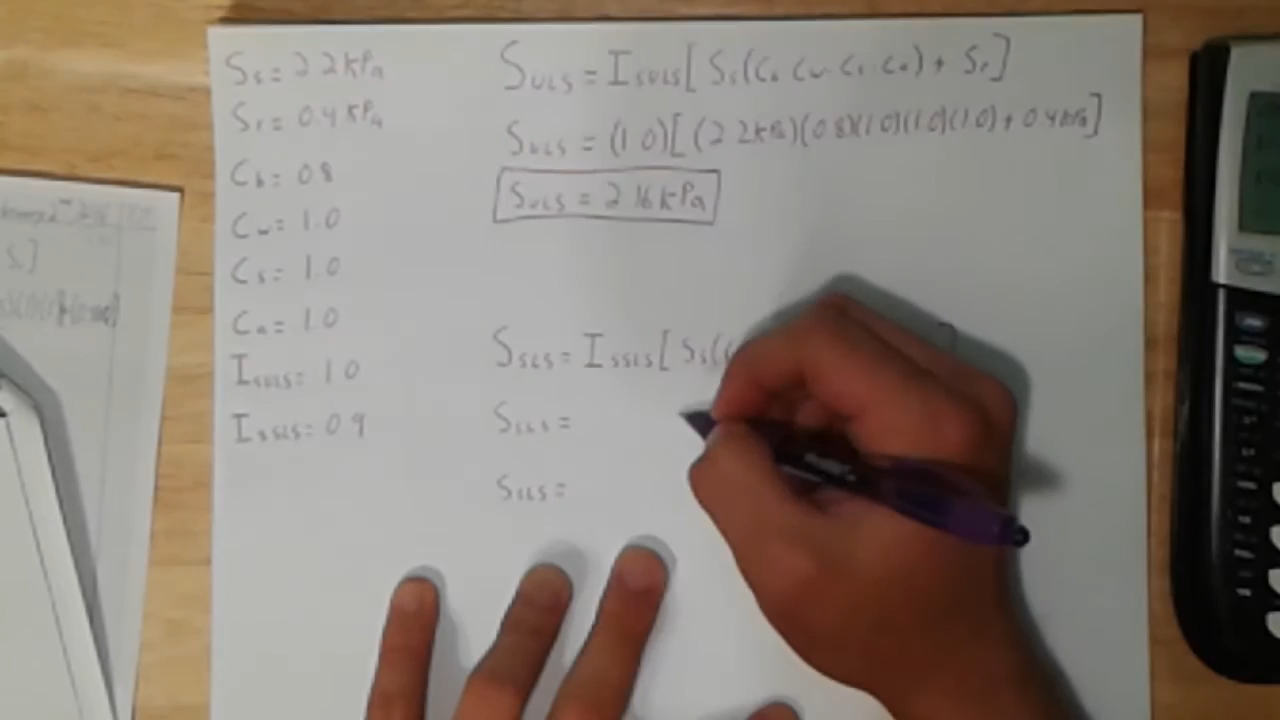 Ss = 2.2 kPa
Sr = 0.4 kPa
Cb = 0.8
Cw = 1.0
Cs = 1.0
Ca = 1.0
Isuls = 1.0
Issls = 0.9
Suls = Isuls [ Ss (Cb · Cw · Cs · Ca) + Sr ]
Suls = (1.0)[ (2.2kPa)(0.8)(1.0)(1.0)(1.0) + 0.4kPa ]
Suls = 2.16 kPa
Ssls = Issls [ Ss (
Ssls =
Ssls =